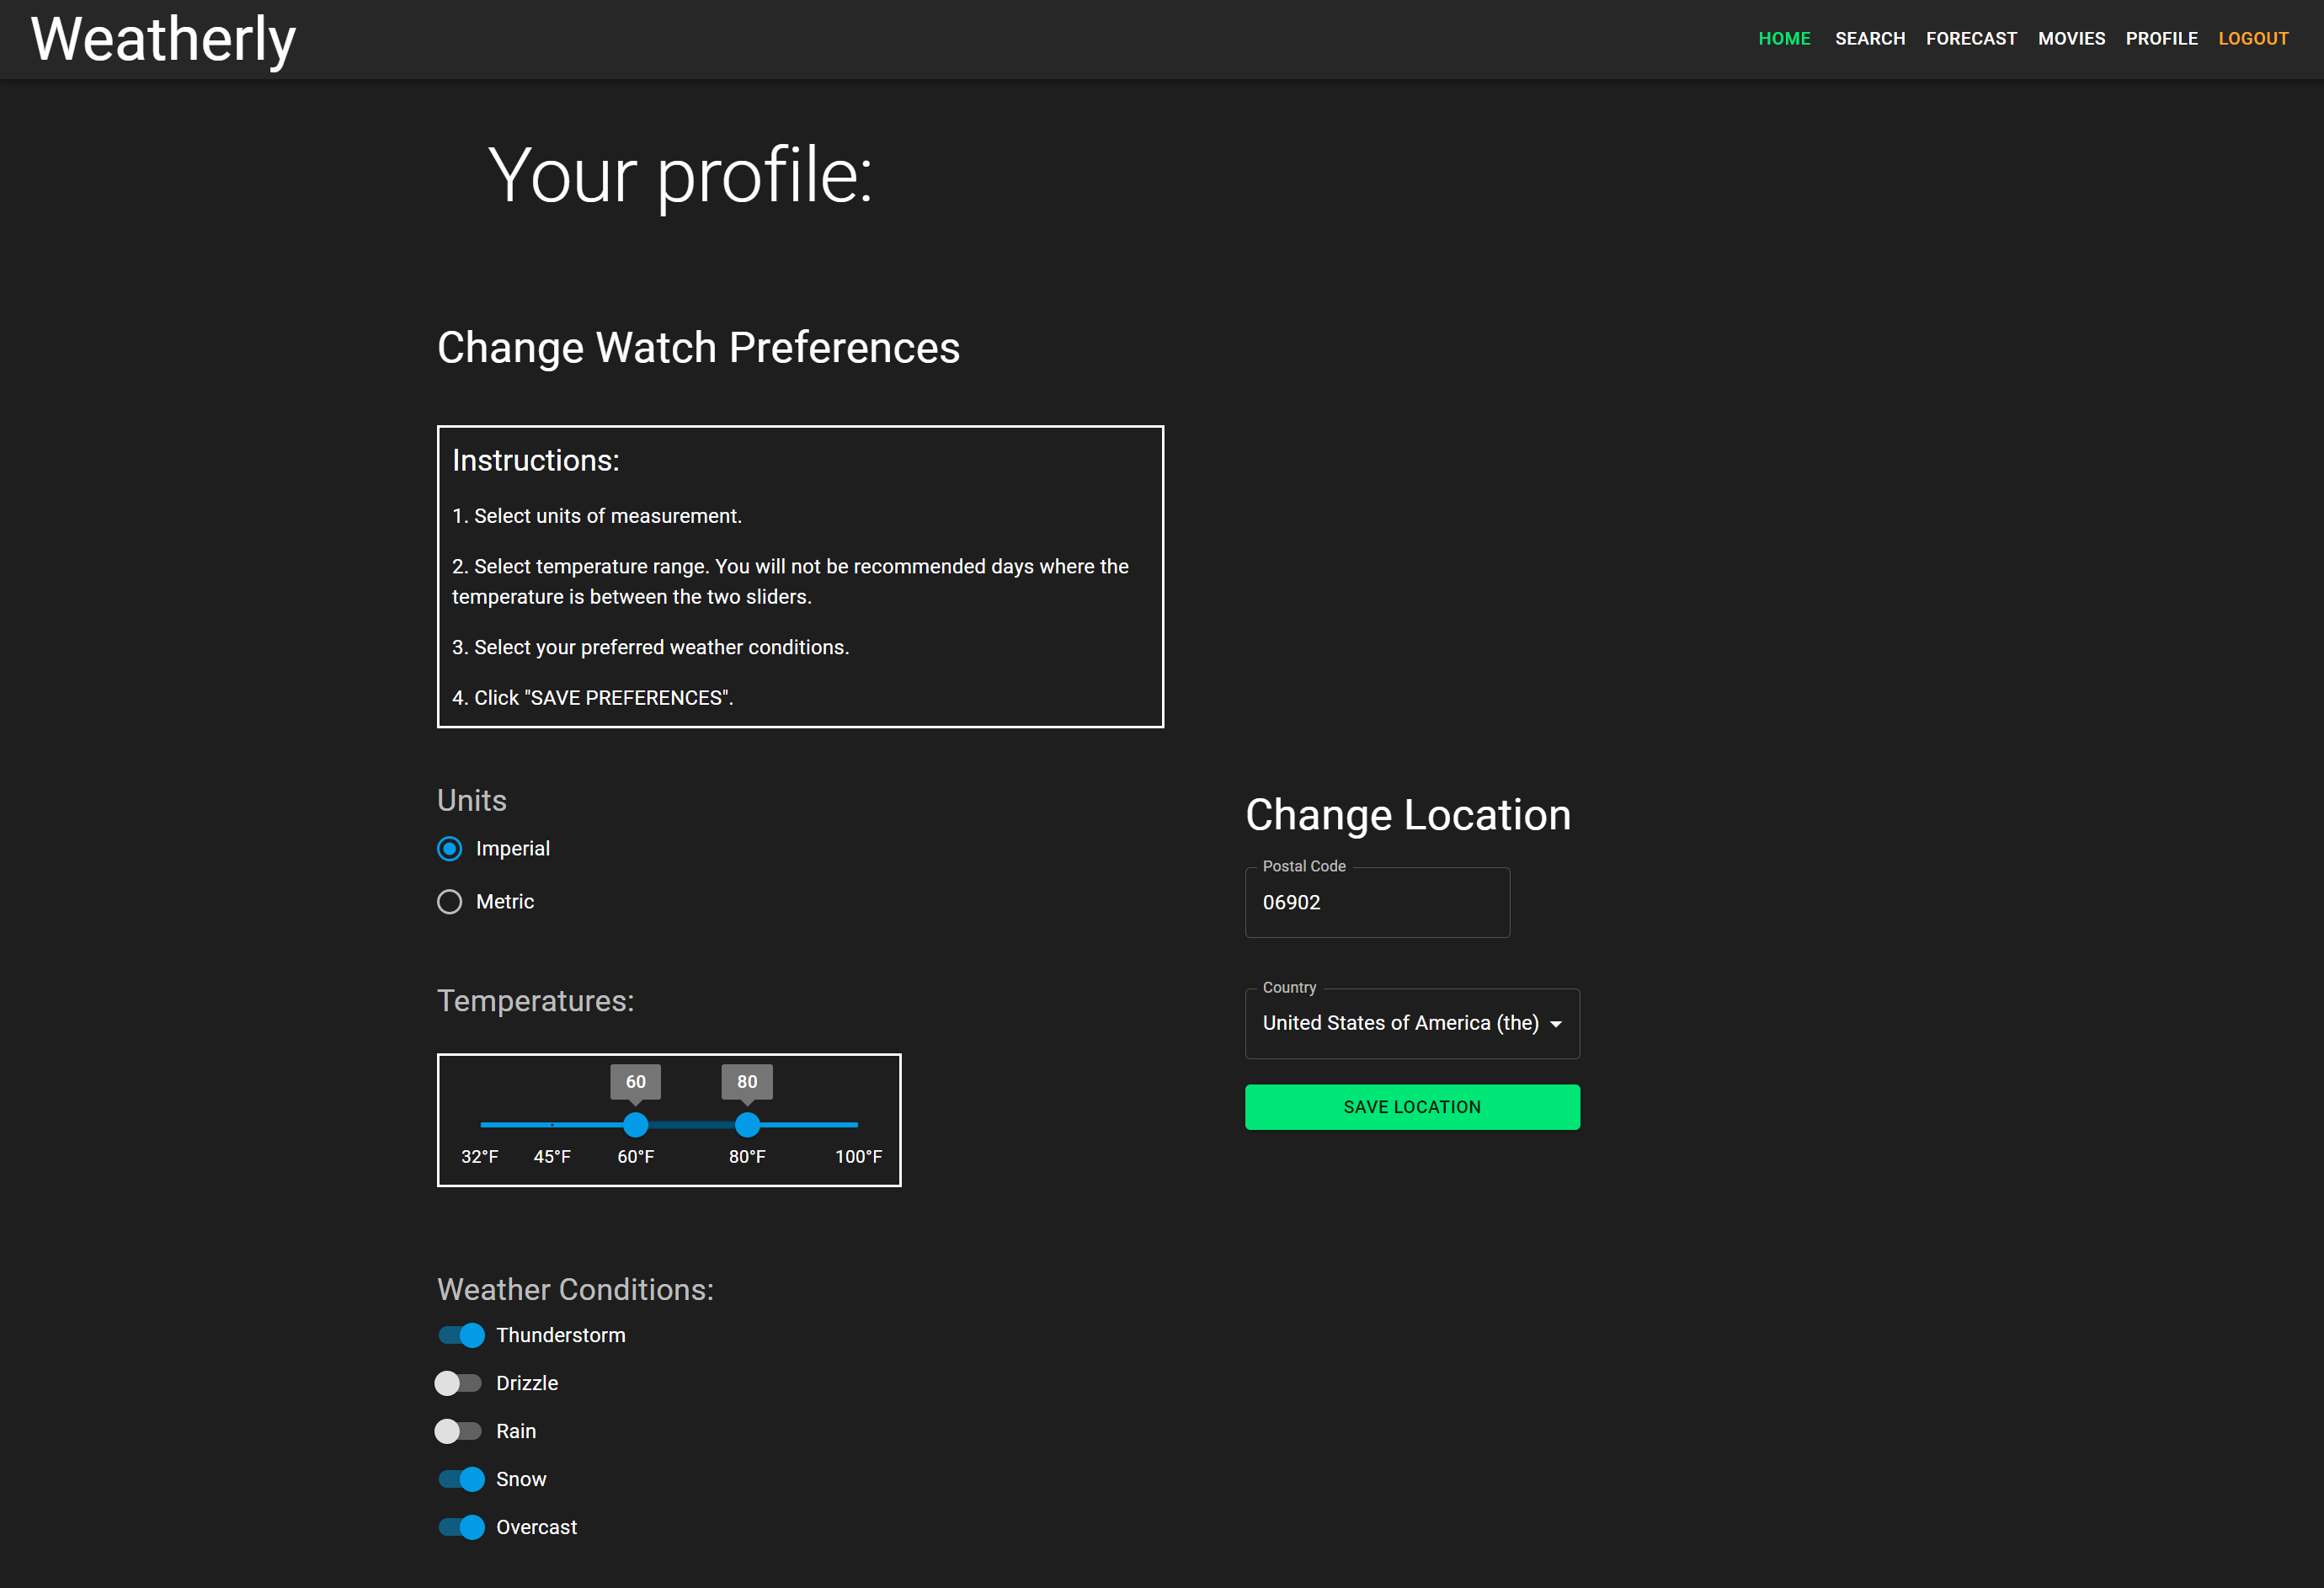 Weatherly
HOME SEARCH FORECAST MOVIES PROFILE LOGOUT
Your profile:
Change Watch Preferences
Instructions:
1. Select units of measurement.
2. Select temperature range. You will not be recommended days where the
temperature is between the two sliders.
3. Select your preferred weather conditions.
4. Click "SAVE PREFERENCES".
Units
Imperial
Metric
Temperatures:
60 80
32°F 45°F 60°F 80°F 100°F
Weather Conditions:
Thunderstorm
Drizzle
Rain
Snow
Overcast
Change Location
Postal Code
06902
Country
United States of America (the)
SAVE LOCATION